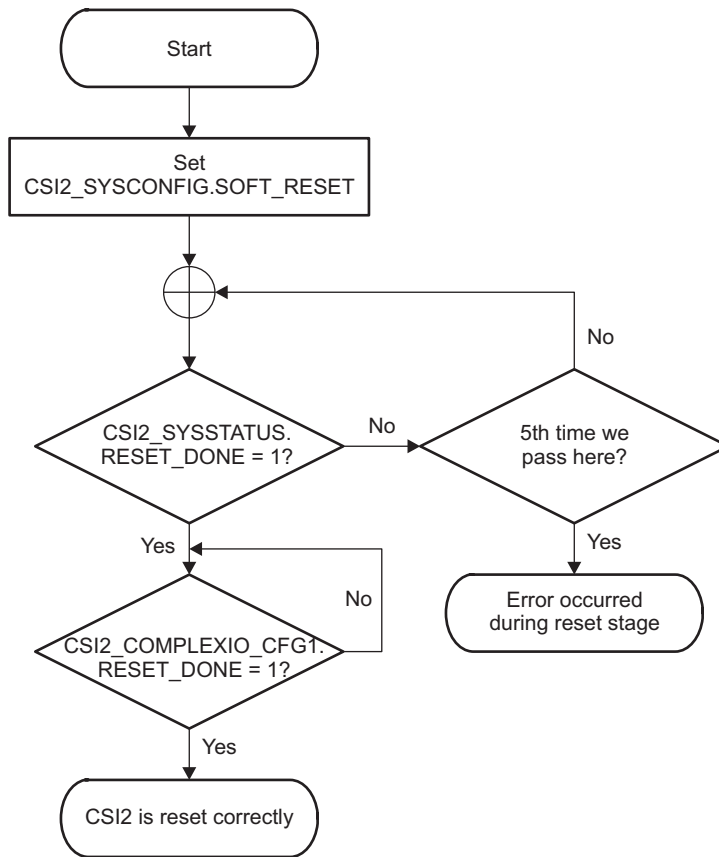 Start
Set
CSI2_SYSCONFIG.SOFT_RESET
No
CSI2_SYSSTATUS.
RESET_DONE = 1?
No
5th time we
pass here?
Yes
Yes
No
Error occurred
during reset stage
CSI2_COMPLEXIO_CFG1.
RESET_DONE = 1?
Yes
CSI2 is reset correctly